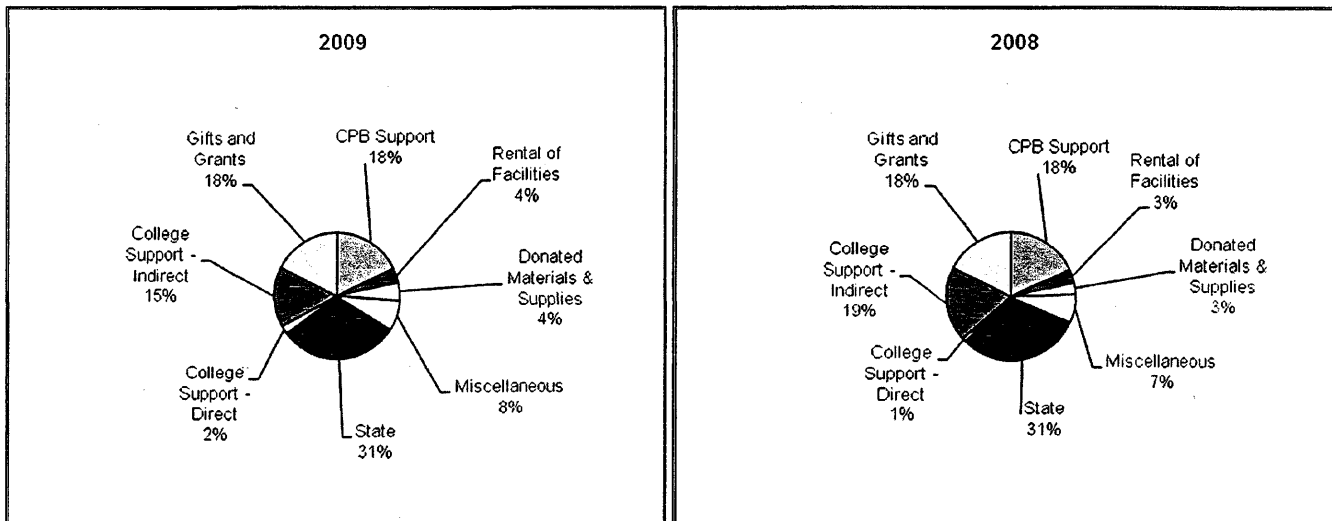 2009
Gifts and
Grants
18%
CPB Support
18%
Rental of
Facilities
4%
College
Support -
Indirect
15%
Donated
Materials &
Supplies
4%
College
Support -
Direct
2%
Miscellaneous
8%
State
31%
2008
Gifts and
Grants
18%
CPB Support
18%
Rental of
Facilities
3%
College
Support -
Indirect
19%
Donated
Materials &
Supplies
3%
College
Support -
Direct
1%
Miscellaneous
7%
State
31%